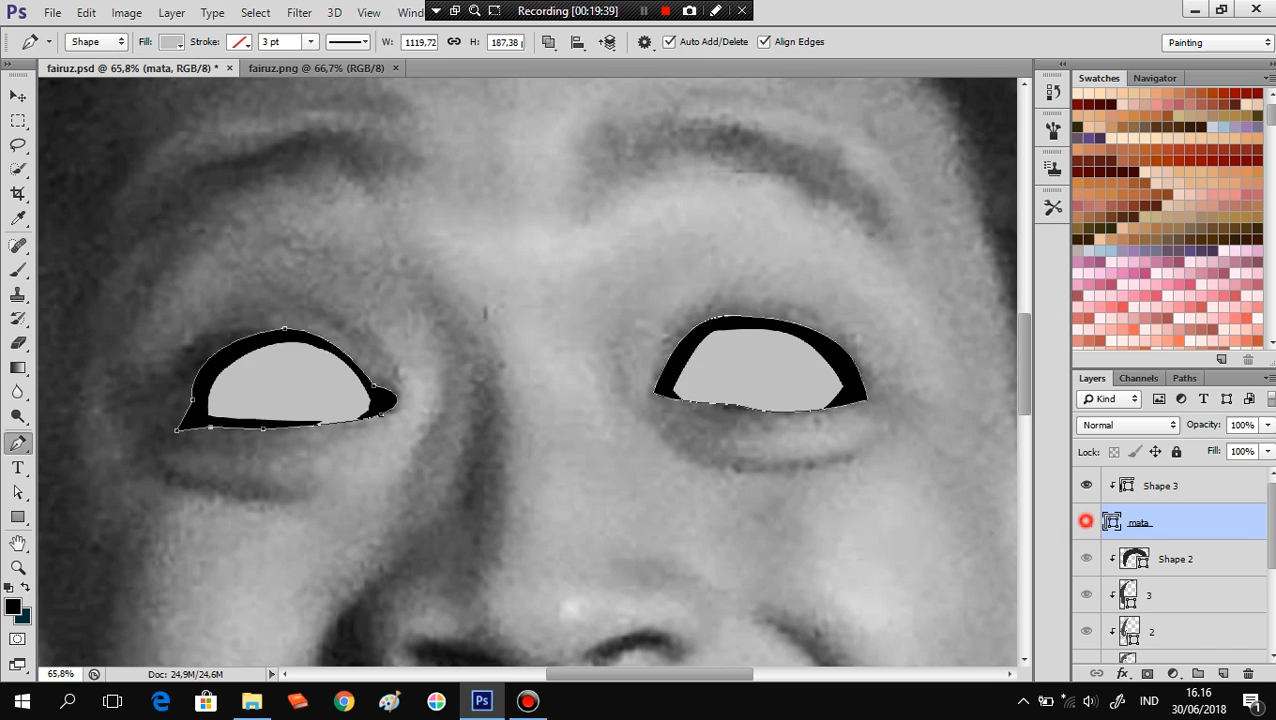 Ps File Edit Image Layer Type Select Filter 3D View Wind
Recording [00:19:39]
Shape Fill: Stroke: 3 pt W: 1119,72 H: 187,38 Auto Add/Delete Align Edges Painting
fairuz.psd @ 65,8% (mata, RGB/8) * × fairuz.png @ 66,7% (RGB/8) ×
Swatches Navigator
Layers Channels Paths
Kind
Normal Opacity: 100%
Lock: Fill: 100%
Shape 3
mata
Shape 2
3
2
65,8% Doc: 24,9M/24,6M
Ps IND 16.16
30/06/2018 1